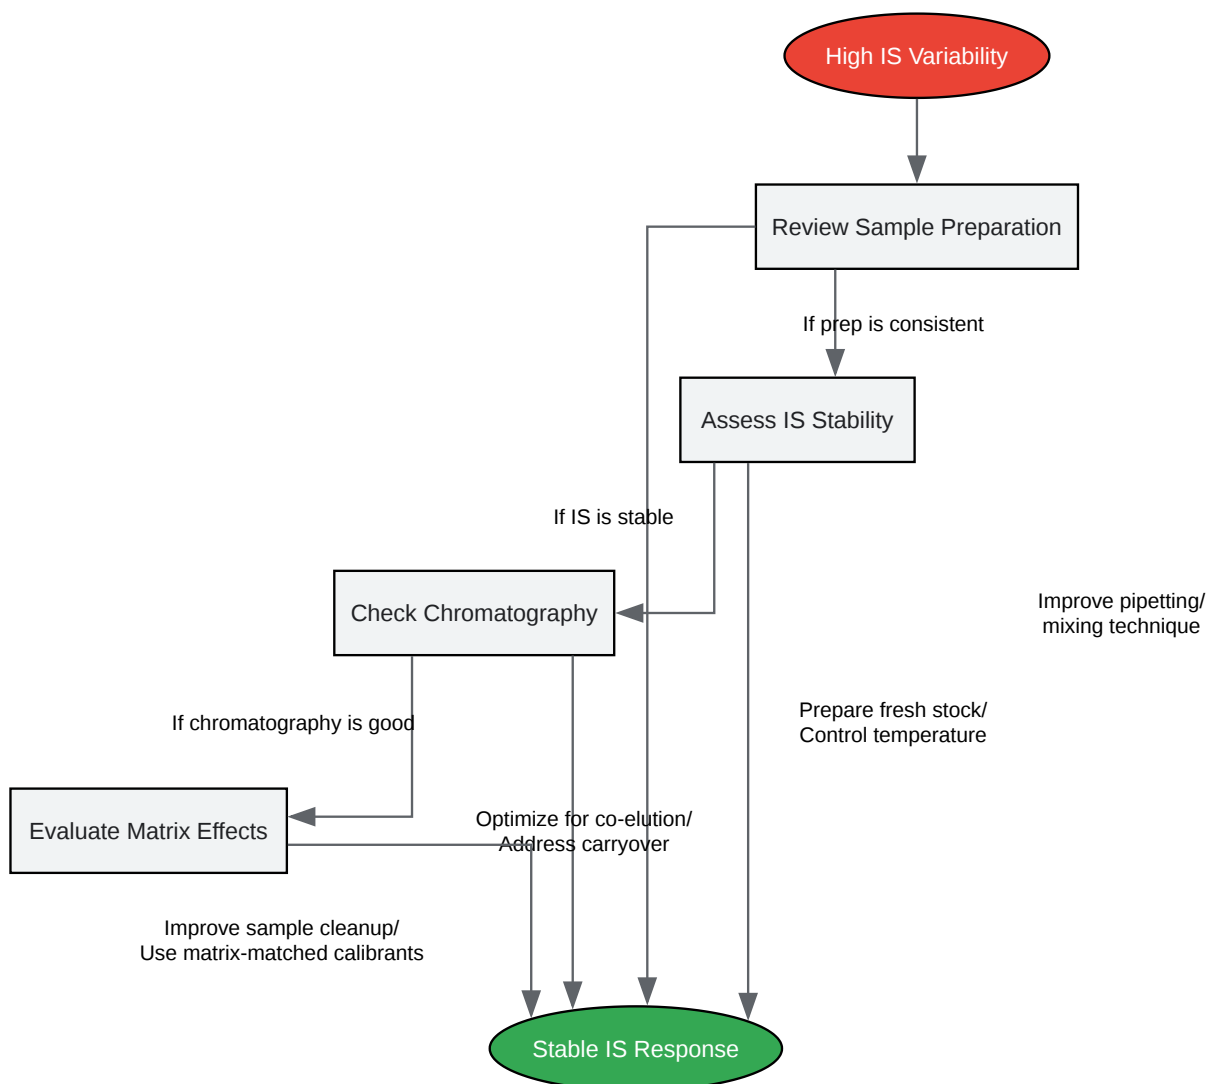 High IS Variability
Review Sample Preparation
If prep is consistent
Assess IS Stability
If IS is stable
Check Chromatography
Improve pipetting/
mixing technique
If chromatography is good
Prepare fresh stock/
Control temperature
Evaluate Matrix Effects
Optimize for co-elution/
Address carryover
Improve sample cleanup/
Use matrix-matched calibrants
Stable IS Response